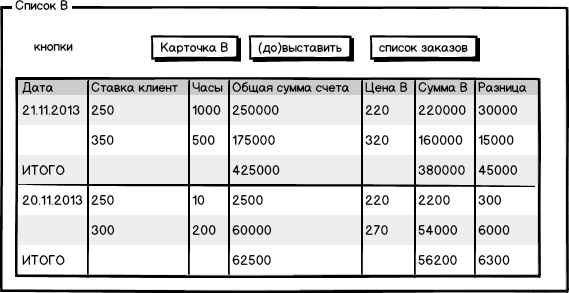 Список В
кнопки Карточка В (до)выставить список заказов
Дата Ставка клиент Часы Общая сумма счета Цена В Сумма В Разница
21.11.2013 250 1000 250000 220 220000 30000
350 500 175000 320 160000 15000
ИТОГО 425000 380000 45000
20.11.2013 250 10 2500 220 2200 300
300 200 60000 270 54000 6000
ИТОГО 62500 56200 6300